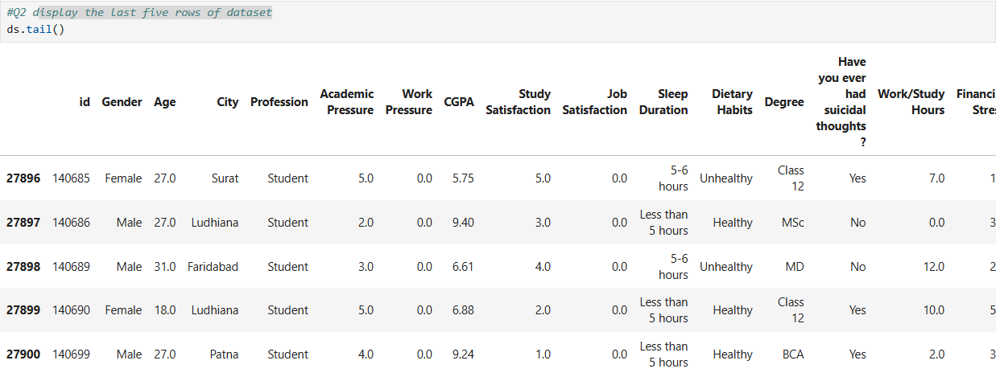 #Q2 display the last five rows of dataset
ds.tail()
id Gender Age City Profession Academic Pressure Work Pressure CGPA Study Satisfaction Job Satisfaction Sleep Duration Dietary Habits Degree Have you ever had suicidal thoughts ? Work/Study Hours Financi Stre
27896 140685 Female 27.0 Surat Student 5.0 0.0 5.75 5.0 0.0 5-6 hours Unhealthy Class 12 Yes 7.0 1
27897 140686 Male 27.0 Ludhiana Student 2.0 0.0 9.40 3.0 0.0 Less than 5 hours Healthy MSc No 0.0 3
27898 140689 Male 31.0 Faridabad Student 3.0 0.0 6.61 4.0 0.0 5-6 hours Unhealthy MD No 12.0 2
27899 140690 Female 18.0 Ludhiana Student 5.0 0.0 6.88 2.0 0.0 Less than 5 hours Healthy Class 12 Yes 10.0 5
27900 140699 Male 27.0 Patna Student 4.0 0.0 9.24 1.0 0.0 Less than 5 hours Healthy BCA Yes 2.0 3